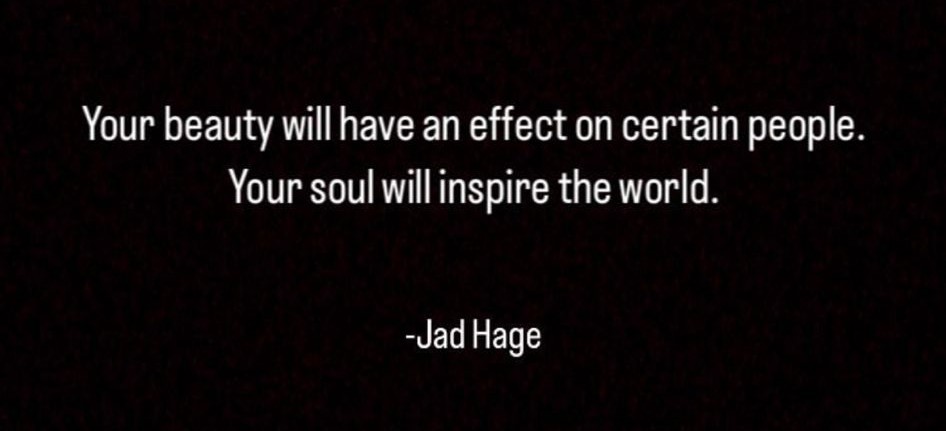 Your beauty will have an effect on certain people.
Your soul will inspire the world.
-Jad Hage